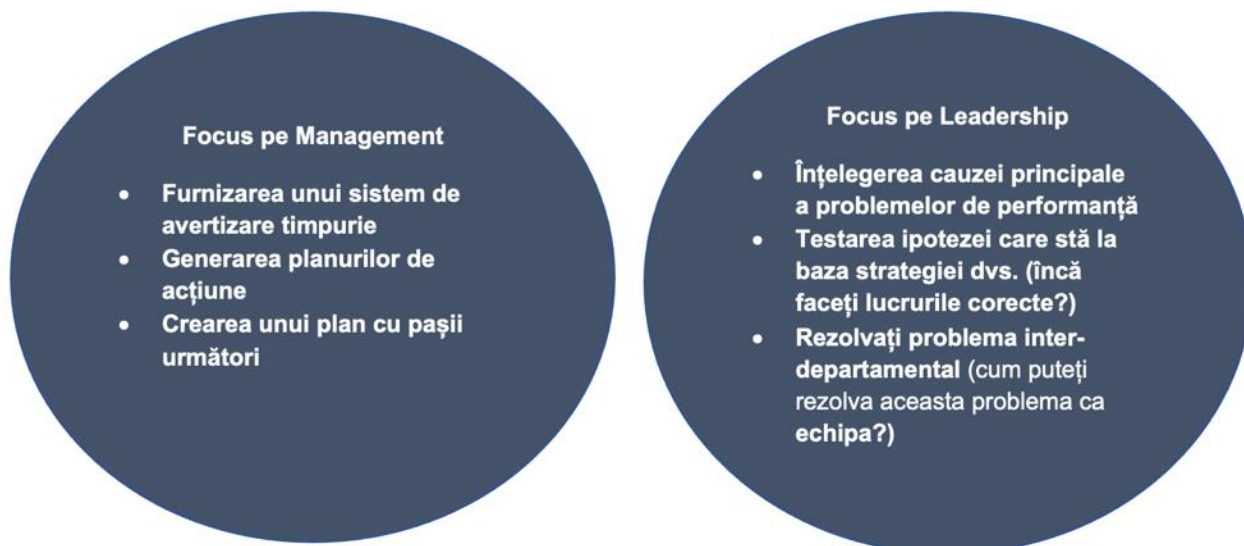 Focus pe Management
• Furnizarea unui sistem de
avertizare timpurie
• Generarea planurilor de
acțiune
• Crearea unui plan cu pașii
următori
Focus pe Leadership
• Înțelegerea cauzei principale
a problemelor de performanță
• Testarea ipotezei care stă la
baza strategiei dvs. (încă
faceți lucrurile corecte?)
• Rezolvați problema inter-
departamental (cum puteți
rezolva aceasta problema ca
echipa?)